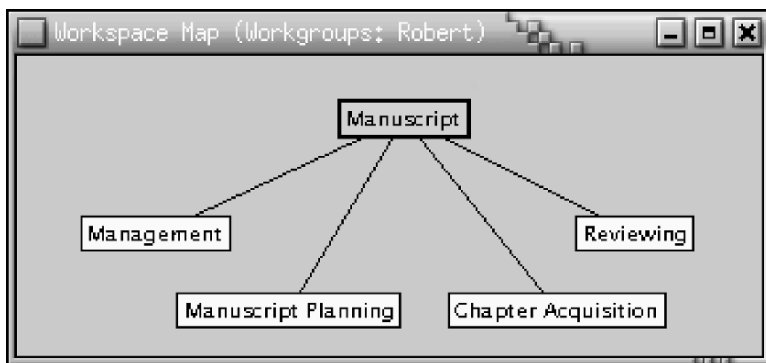 Workspace Map (Workgroups: Robert)
Manuscript
Management
Reviewing
Manuscript Planning
Chapter Acquisition